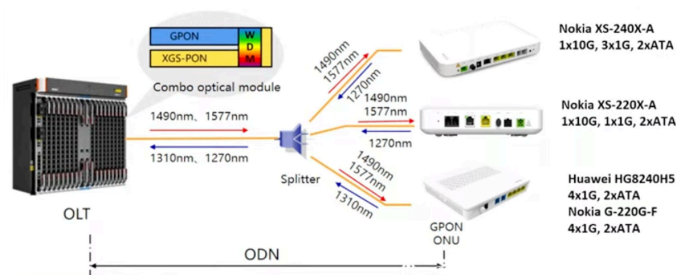 GPON
XGS-PON
W
D
M
Combo optical module
1490nm、1577nm
1310nm、1270nm
OLT
Splitter
1490nm
1577nm
1270nm
1490nm
1577nm
1270nm
1490nm
1577nm
1310nm
Nokia XS-240X-A
1x10G, 3x1G, 2xATA
Nokia XS-220X-A
1x10G, 1x1G, 2xATA
Huawei HG8240H5
4x1G, 2xATA
Nokia G-220G-F
4x1G, 2xATA
GPON
ONU
ODN